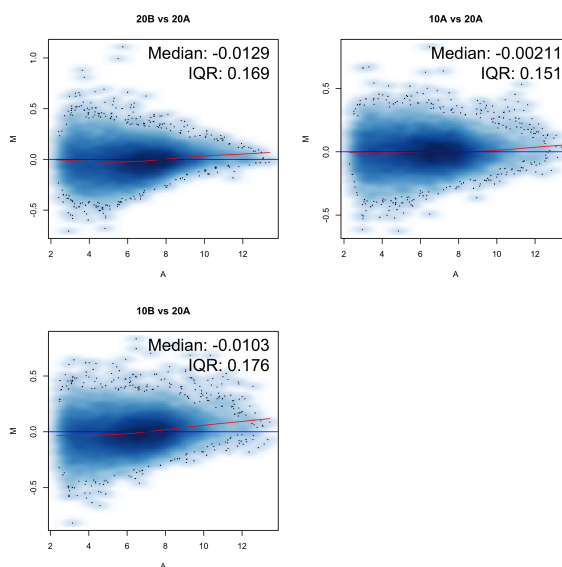 20B vs 20A
Median: -0.0129
IQR: 0.169
M
1.0
0.5
0.0
-0.5
2 4 6 8 10 12
A
10A vs 20A
Median: -0.00211
IQR: 0.151
M
0.5
0.0
-0.5
2 4 6 8 10 12
A
10B vs 20A
Median: -0.0103
IQR: 0.176
M
0.5
0.0
-0.5
2 4 6 8 10 12
A